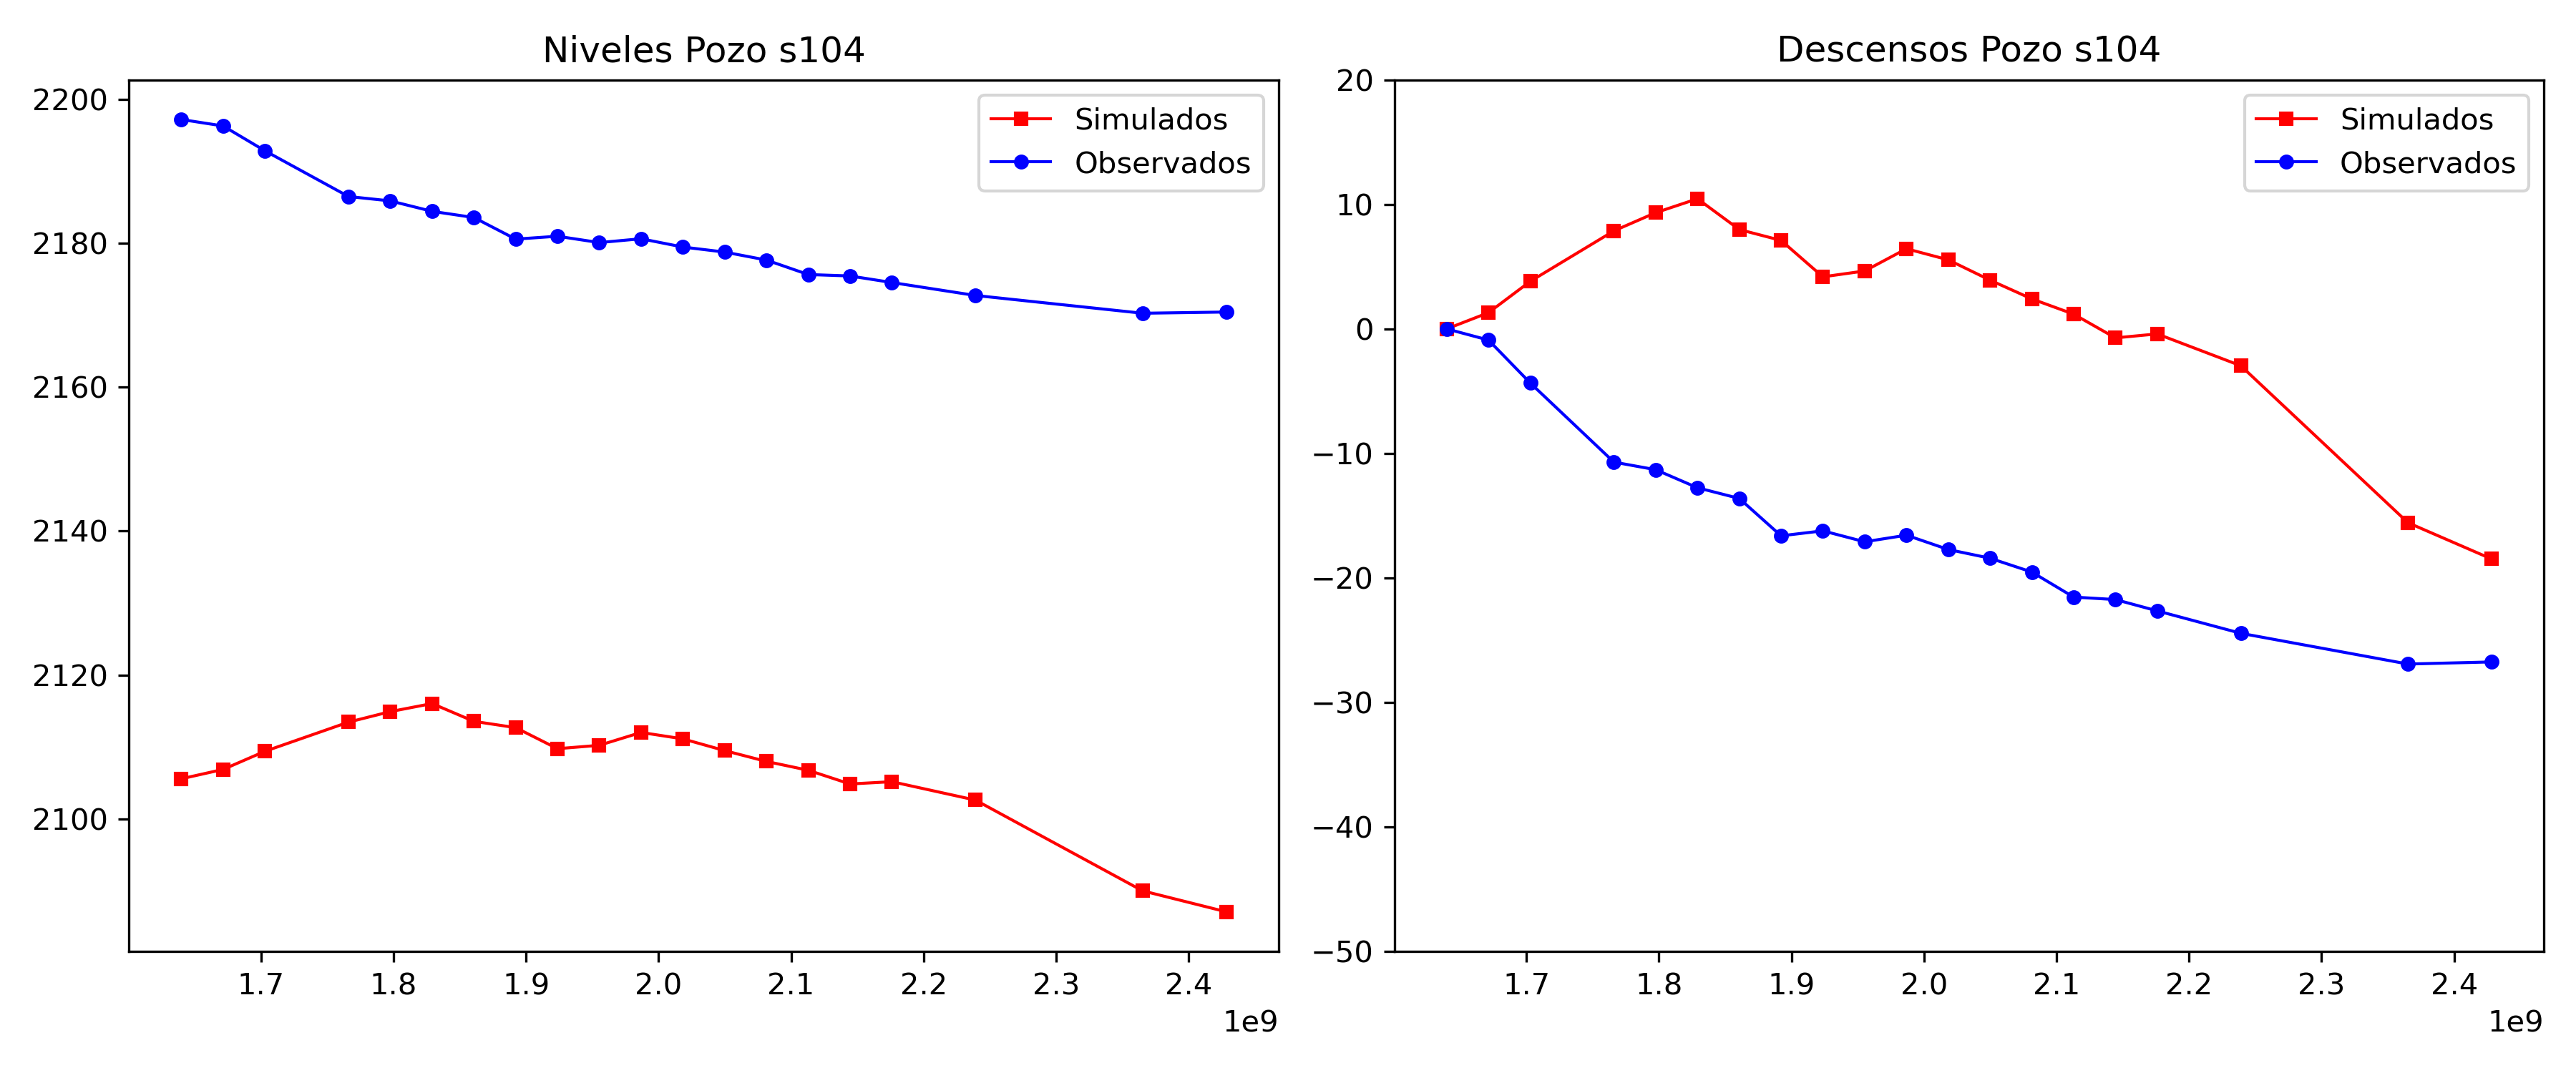 Niveles Pozo s104
2200
2180
2160
2140
2120
2100
Simulados
Observados
1.7 1.8 1.9 2.0 2.1 2.2 2.3 2.4
1e9
Descensos Pozo s104
20
10
0
−10
−20
−30
−40
−50
Simulados
Observados
1.7 1.8 1.9 2.0 2.1 2.2 2.3 2.4
1e9